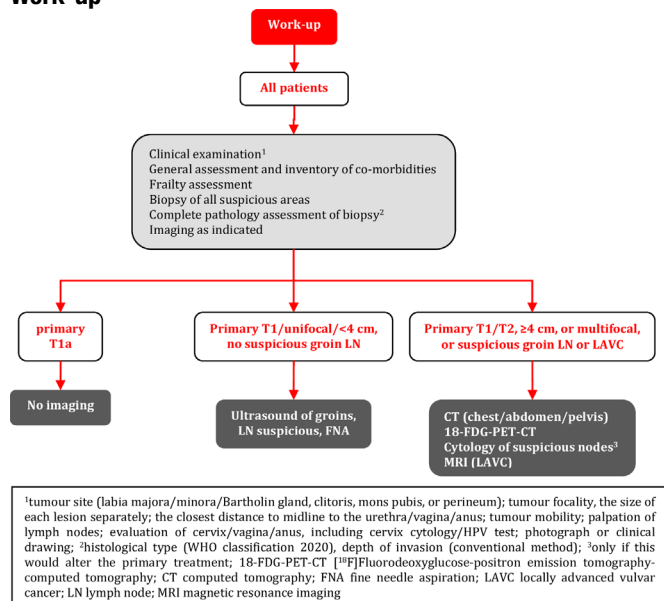 Work-up
Work-up
All patients
Clinical examination¹
General assessment and inventory of co-morbidities
Frailty assessment
Biopsy of all suspicious areas
Complete pathology assessment of biopsy²
Imaging as indicated
primary
T1a
Primary T1/unifocal/<4 cm,
no suspicious groin LN
Primary T1/T2, ≥4 cm, or multifocal,
or suspicious groin LN or LAVC
No imaging
Ultrasound of groins,
LN suspicious, FNA
CT (chest/abdomen/pelvis)
18-FDG-PET-CT
Cytology of suspicious nodes³
MRI (LAVC)
¹tumour site (labia majora/minora/Bartholin gland, clitoris, mons pubis, or perineum); tumour focality, the size of
each lesion separately; the closest distance to midline to the urethra/vagina/anus; tumour mobility; palpation of
lymph nodes; evaluation of cervix/vagina/anus, including cervix cytology/HPV test; photograph or clinical
drawing; ²histological type (WHO classification 2020), depth of invasion (conventional method); ³only if this
would alter the primary treatment; 18-FDG-PET-CT [¹⁸F]Fluorodeoxyglucose-positron emission tomography-
computed tomography; CT computed tomography; FNA fine needle aspiration; LAVC locally advanced vulvar
cancer; LN lymph node; MRI magnetic resonance imaging